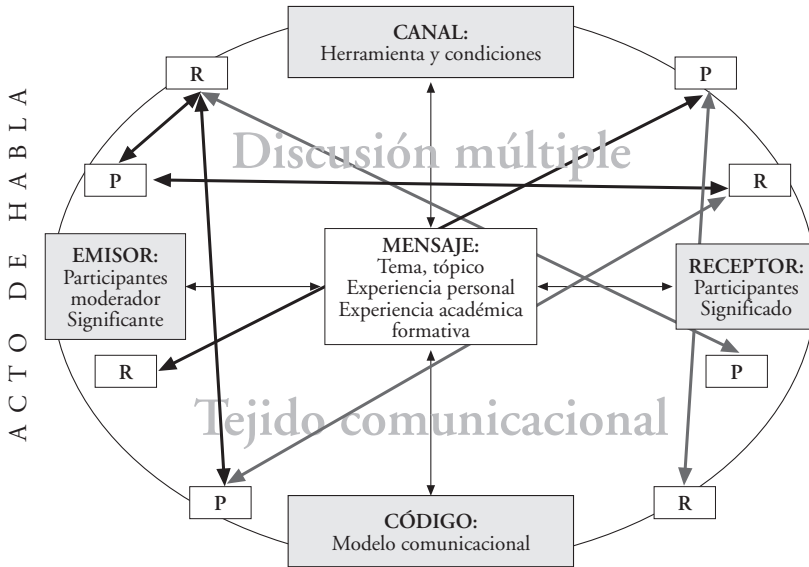 CANAL:
Herramienta y condiciones
R
P
Discusión múltiple
P
R
ACTO DE HABLA
EMISOR:
Participantes
moderador
Significante
MENSAJE:
Tema, tópico
Experiencia personal
Experiencia académica
formativa
RECEPTOR:
Participantes
Significado
R
P
Tejido comunicacional
P
R
CÓDIGO:
Modelo comunicacional